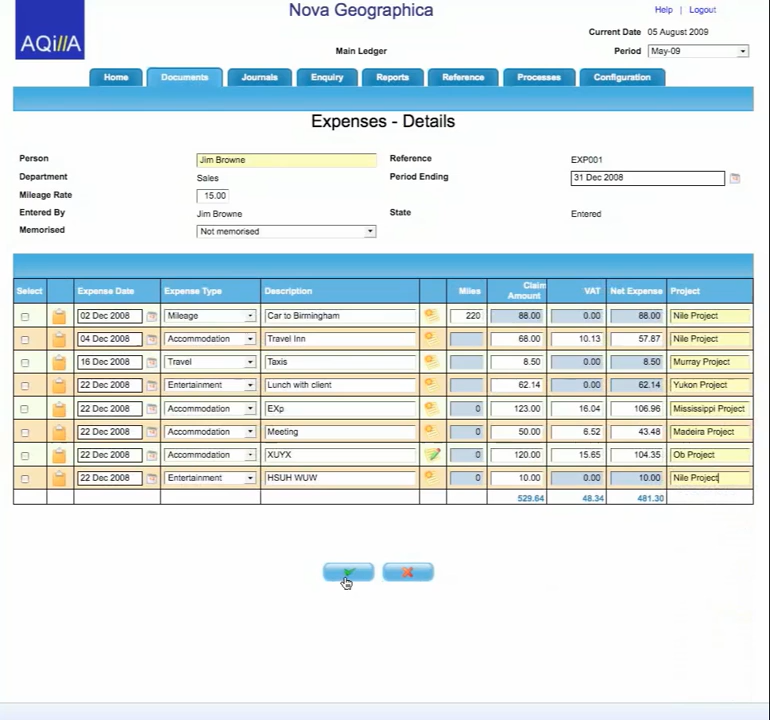 Nova Geographica
Help | Logout
AQilla
Current Date 05 August 2009
Main Ledger
Period May-09
Home Documents Journals Enquiry Reports Reference Processes Configuration
Expenses - Details
Person Jim Browne Reference EXP001
Department Sales Period Ending 31 Dec 2008
Mileage Rate 15.00
Entered By Jim Browne State Entered
Memorised Not memorised
Select Expense Date Expense Type Description Miles Claim Amount VAT Net Expense Project
02 Dec 2008 Mileage Car to Birmingham 220 88.00 0.00 88.00 Nile Project
04 Dec 2008 Accommodation Travel Inn 68.00 10.13 57.87 Nile Project
16 Dec 2008 Travel Taxis 8.50 0.00 8.50 Murray Project
22 Dec 2008 Entertainment Lunch with client 62.14 0.00 62.14 Yukon Project
22 Dec 2008 Accommodation EXp 0 123.00 16.04 106.96 Mississippi Project
22 Dec 2008 Accommodation Meeting 0 50.00 6.52 43.48 Madeira Project
22 Dec 2008 Accommodation XUYX 0 120.00 15.65 104.35 Ob Project
22 Dec 2008 Entertainment HSUH WUW 0 10.00 0.00 10.00 Nile Project
529.64 48.34 481.30